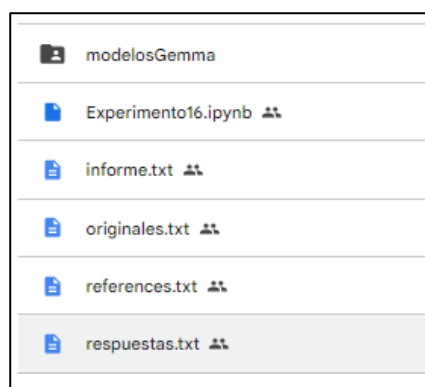 modelosGemma
Experimento16.ipynb
informe.txt
originales.txt
references.txt
respuestas.txt